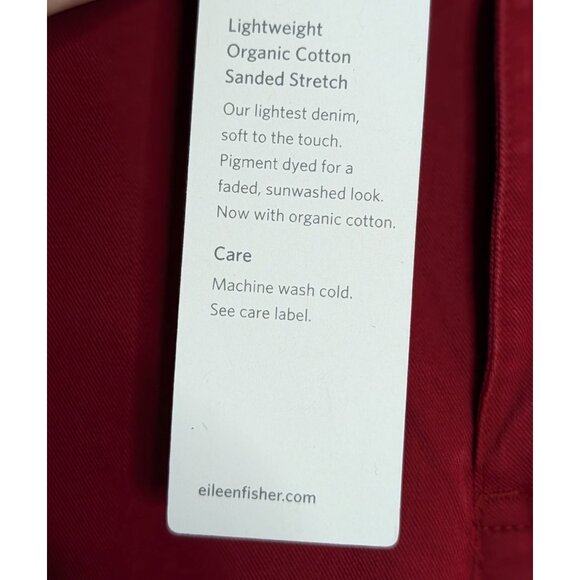 Lightweight
Organic Cotton
Sanded Stretch
Our lightest denim,
soft to the touch.
Pigment dyed for a
faded, sunwashed look.
Now with organic cotton.
Care
Machine wash cold.
See care label.
eileenfisher.com